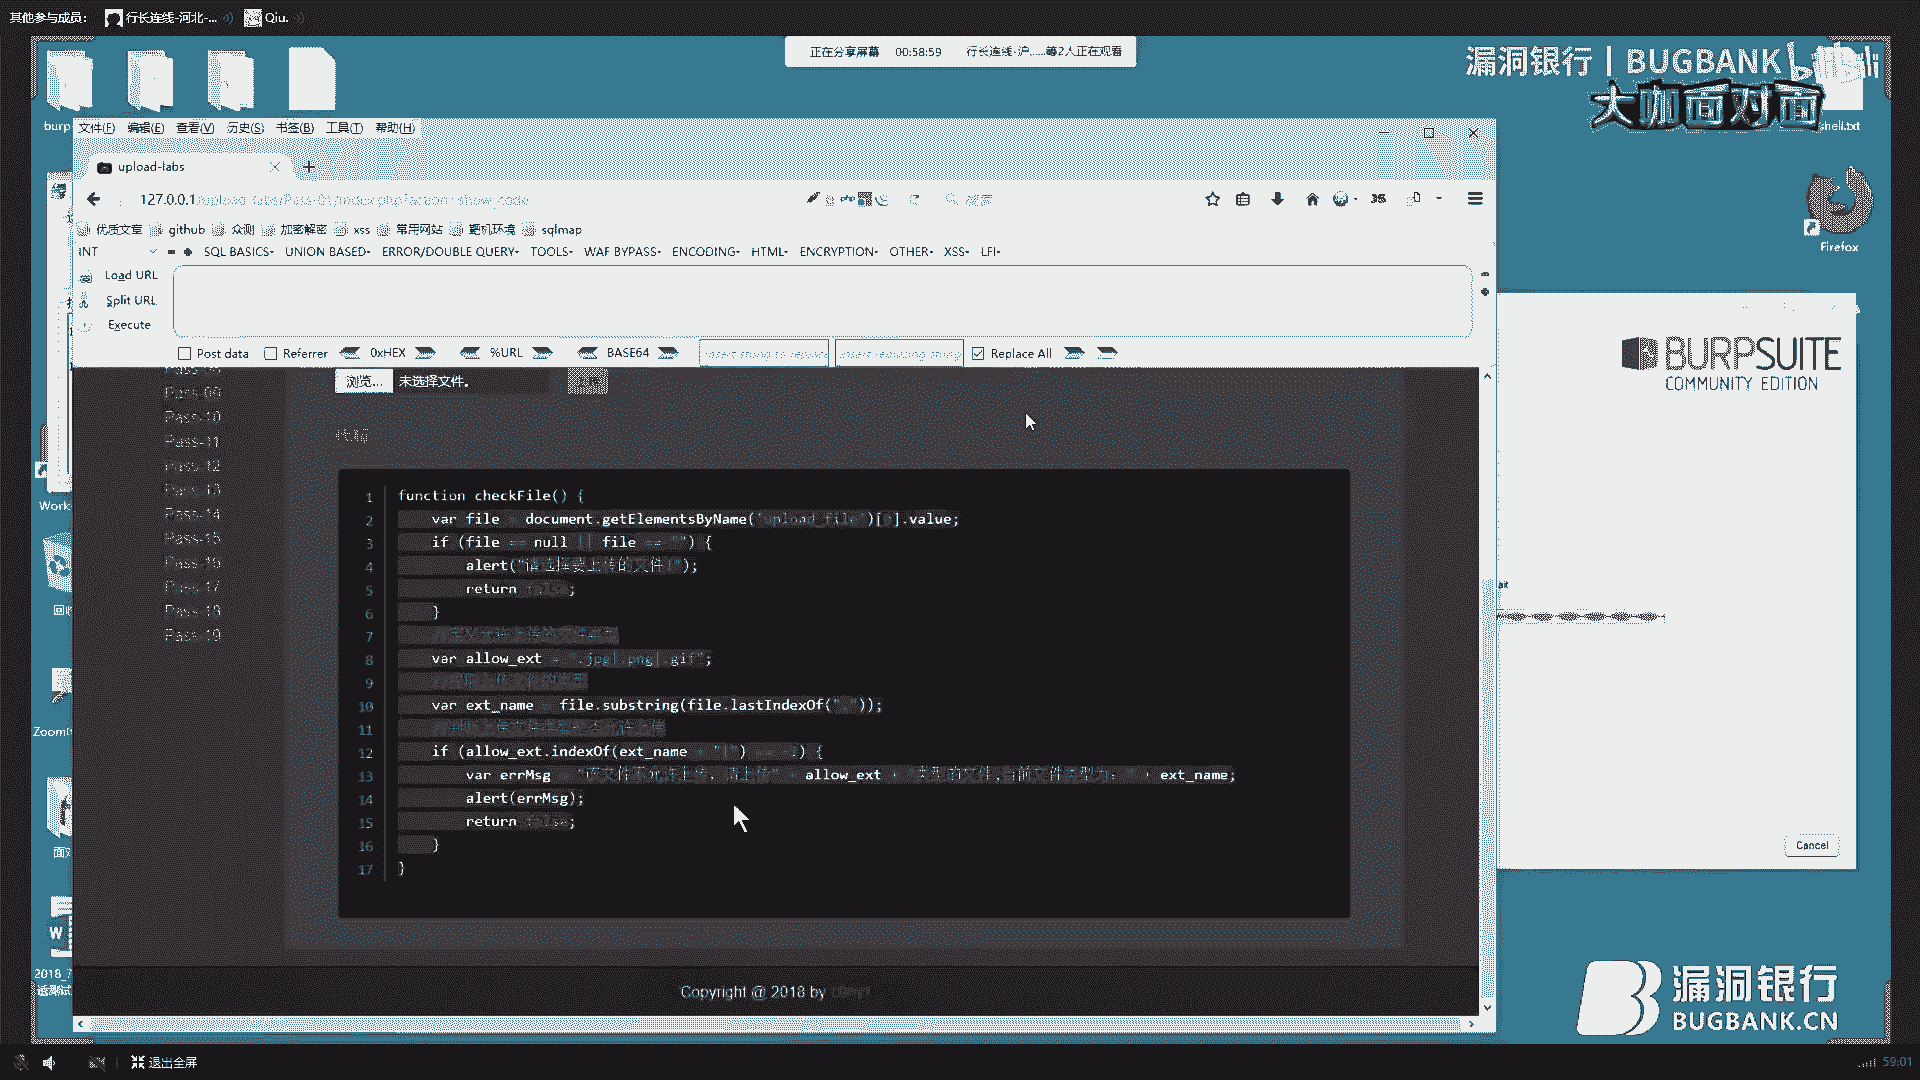 其他参与成员：
行长连线-河北-...
Qiu.
正在分享屏幕 00:58:59 行长连线-沪......等2人正在观看
漏洞银行 | BUGBANK
大咖面对面
burp
shell.txt
文件(F) 编辑(E) 查看(V) 历史(S) 书签(B) 工具(T) 帮助(H)
upload-labs
127.0.0.1/upload-labs/Pass-01/index.php?action=show_code
搜索
优质文章 github 众测 加密解密 xss 常用网站 靶机环境 sqlmap
INT SQL BASICS UNION BASED ERROR/DOUBLE QUERY TOOLS WAF BYPASS ENCODING HTML ENCRYPTION OTHER XSS LFI
Load URL
Split URL
Execute
Post data Referrer 0xHEX %URL BASE64 Insert string to replace Insert replacing string Replace All
Firefox
BURPSUITE
COMMUNITY EDITION
Cancel
Pass-09
Pass-10
Pass-11
Pass-12
Pass-13
Pass-14
Pass-15
Pass-16
Pass-17
Pass-18
Pass-19
浏览... 未选择文件。
代码
1 function checkFile() {
2 var file = document.getElementsByName('upload_file')[0].value;
3 if (file == null || file == "") {
4 alert("请选择要上传的文件!");
5 return false;
6 }
7 //定义允许上传的文件类型
8 var allow_ext = ".jpg|.png|.gif";
9 //提取上传文件的类型
10 var ext_name = file.substring(file.lastIndexOf("."));
11 //判断上传文件类型是否允许上传
12 if (allow_ext.indexOf(ext_name + "|") == -1) {
13 var errMsg = "该文件不允许上传，请上传" + allow_ext + "类型的文件,当前文件类型为：" + ext_name;
14 alert(errMsg);
15 return false;
16 }
17 }
Copyright @ 2018 by
Work
回收
Zoom
面对
2018_7
漏洞银行
BUGBANK.CN
退出全屏
59:01